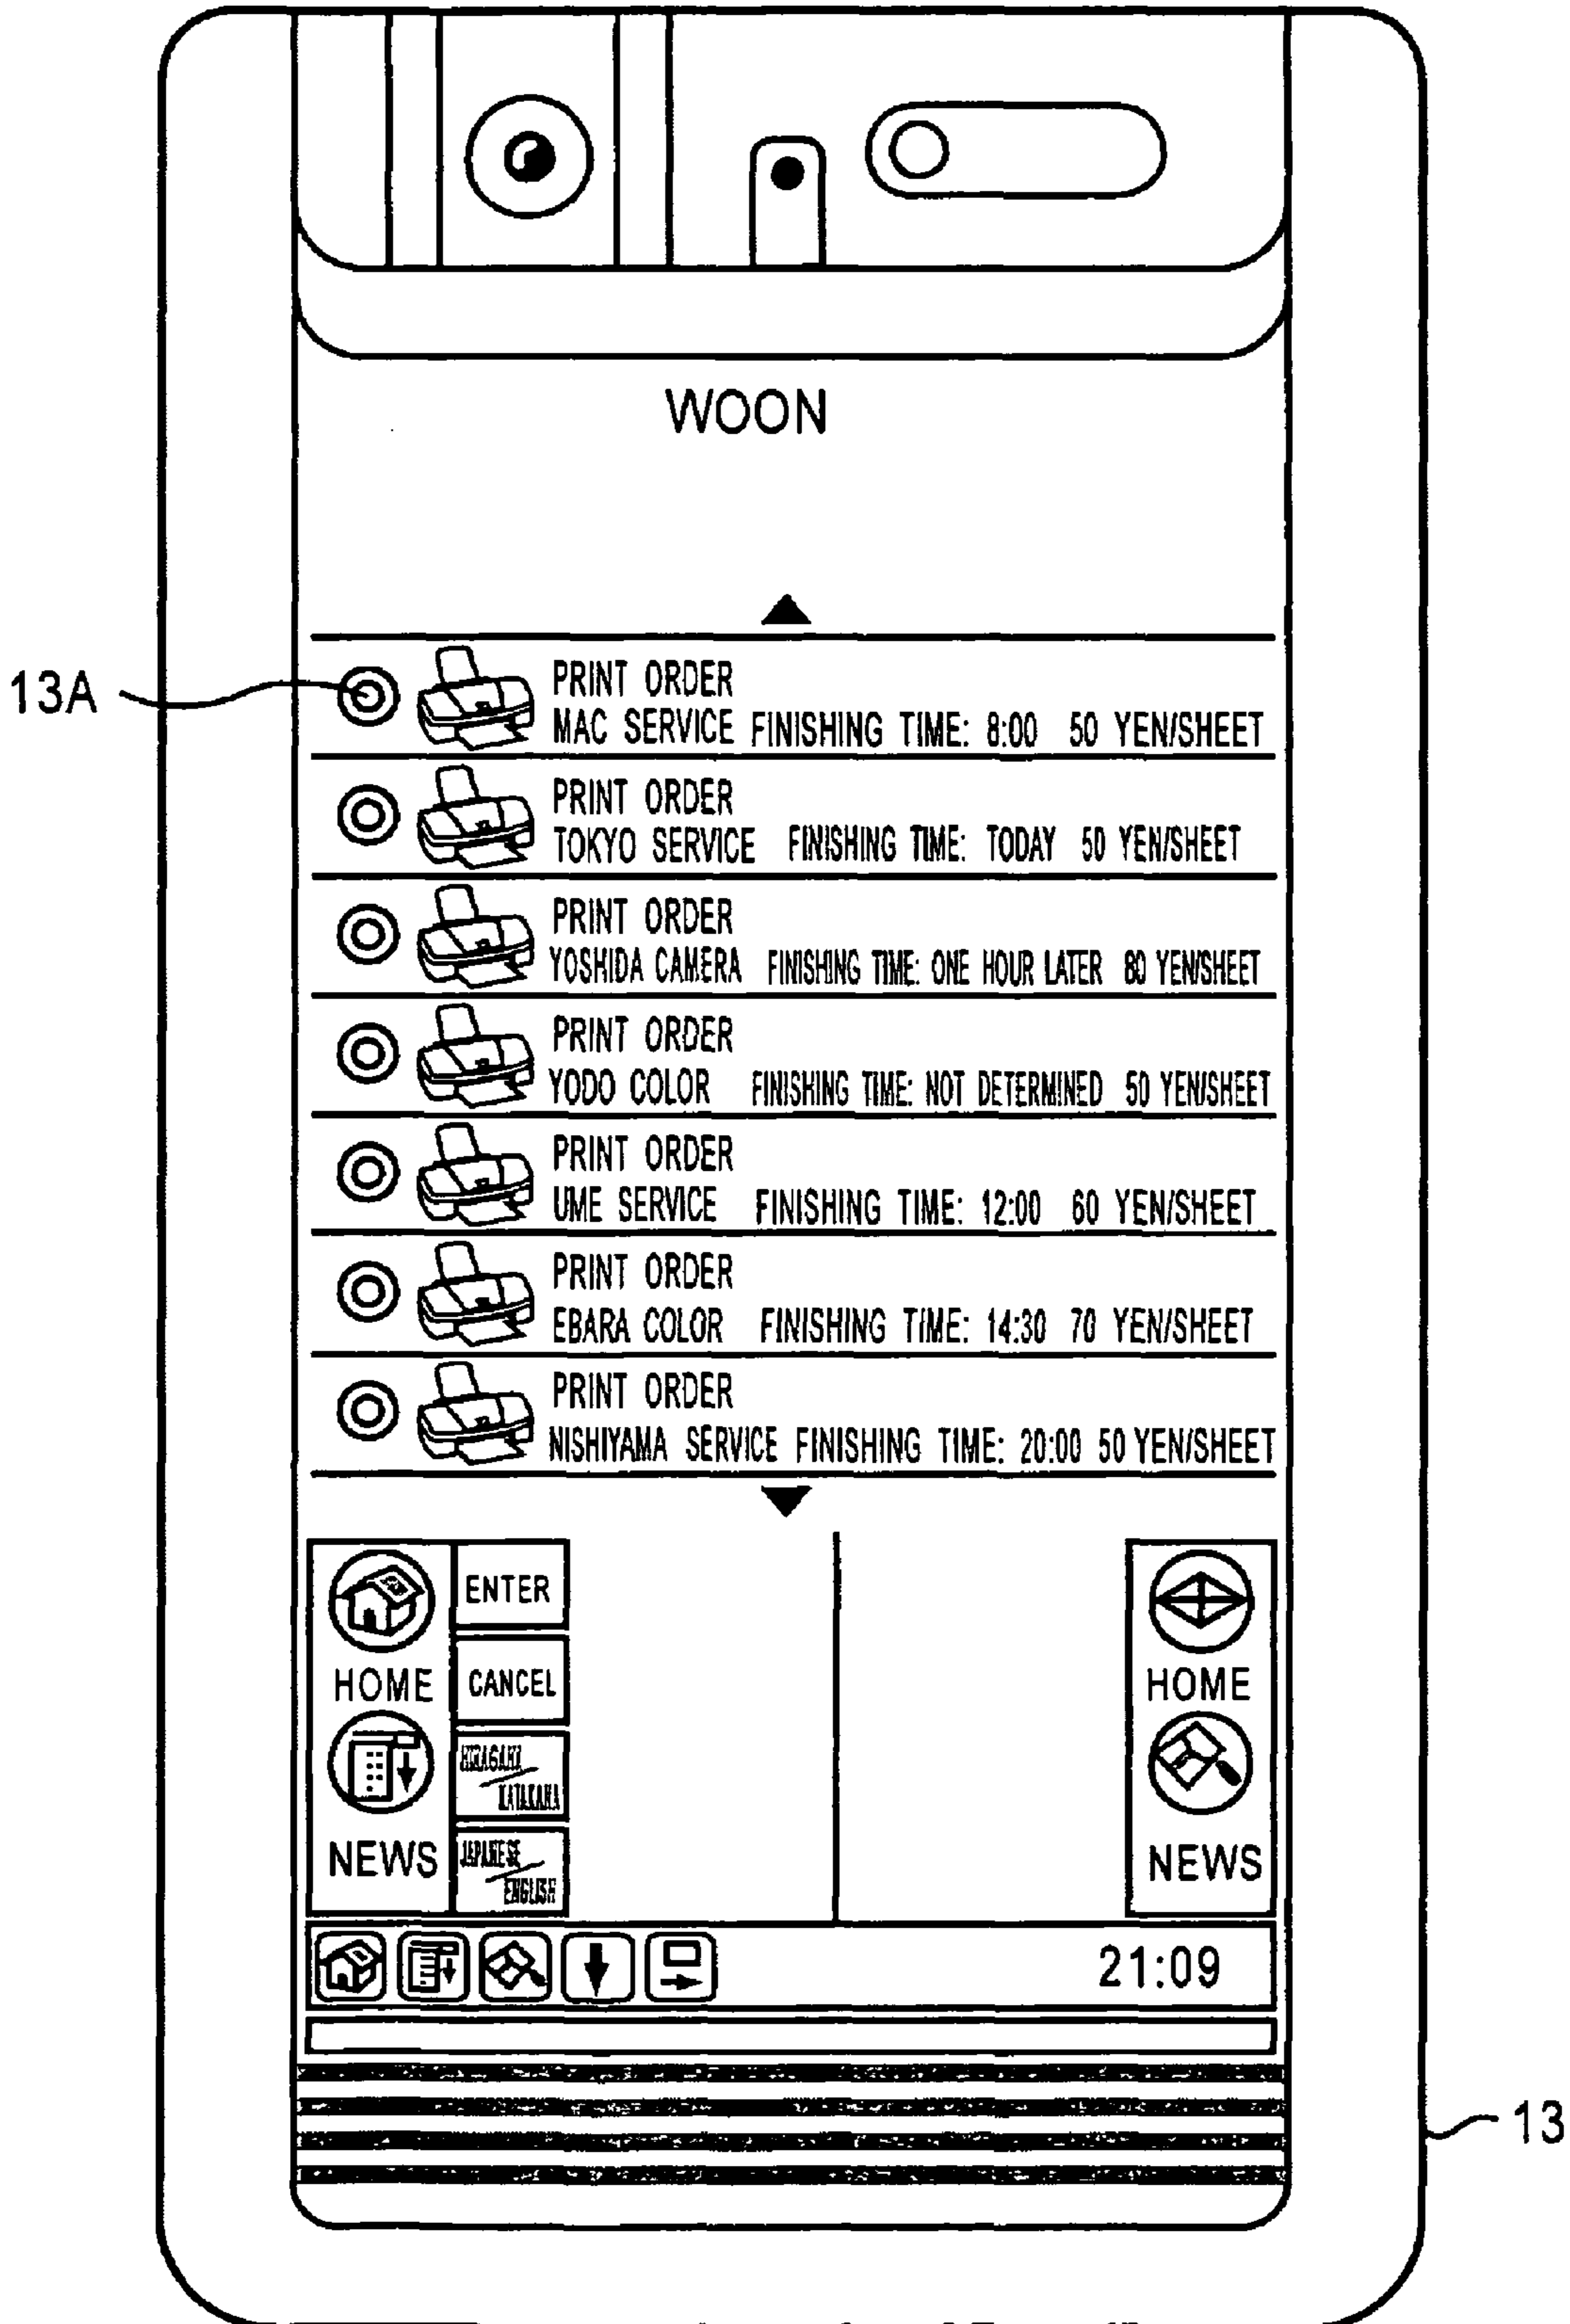 WOON
13A
PRINT ORDER
MAC SERVICE FINISHING TIME: 8:00 50 YEN/SHEET
PRINT ORDER
TOKYO SERVICE FINISHING TIME: TODAY 50 YEN/SHEET
PRINT ORDER
YOSHIDA CAMERA FINISHING TIME: ONE HOUR LATER 80 YEN/SHEET
PRINT ORDER
YODO COLOR FINISHING TIME: NOT DETERMINED 50 YEN/SHEET
PRINT ORDER
UME SERVICE FINISHING TIME: 12:00 60 YEN/SHEET
PRINT ORDER
EBARA COLOR FINISHING TIME: 14:30 70 YEN/SHEET
PRINT ORDER
NISHIYAMA SERVICE FINISHING TIME: 20:00 50 YEN/SHEET
HOME
NEWS
ENTER
CANCEL
HIRAGANA/
KATAKANA
JAPANESE/
ENGLISH
HOME
NEWS
21:09
13